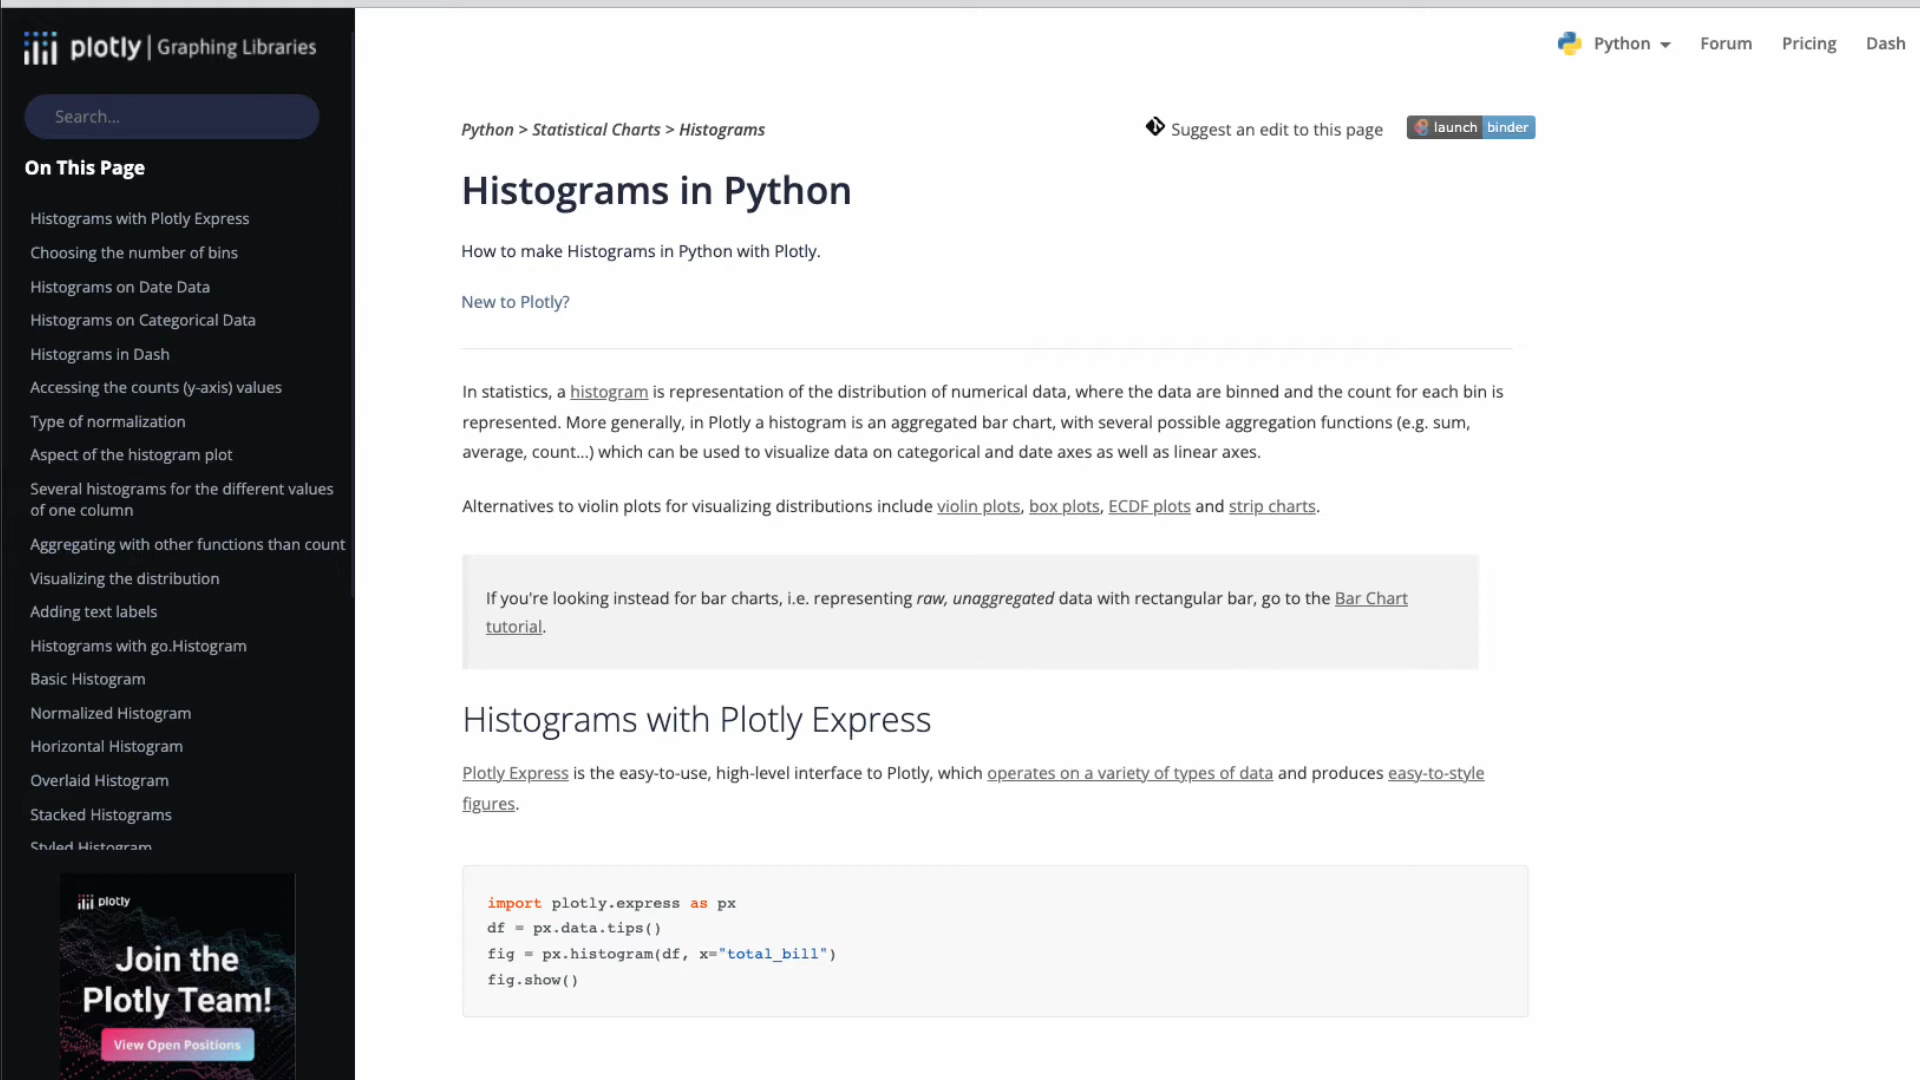 plotly | Graphing Libraries
Python
Forum
Pricing
Dash
Search...
On This Page
Histograms with Plotly Express
Choosing the number of bins
Histograms on Date Data
Histograms on Categorical Data
Histograms in Dash
Accessing the counts (y-axis) values
Type of normalization
Aspect of the histogram plot
Several histograms for the different values
of one column
Aggregating with other functions than count
Visualizing the distribution
Adding text labels
Histograms with go.Histogram
Basic Histogram
Normalized Histogram
Horizontal Histogram
Overlaid Histogram
Stacked Histograms
Styled Histogram
plotly
Join the
Plotly Team!
View Open Positions
Python > Statistical Charts > Histograms
Suggest an edit to this page
launch binder
Histograms in Python
How to make Histograms in Python with Plotly.
New to Plotly?
In statistics, a histogram is representation of the distribution of numerical data, where the data are binned and the count for each bin is
represented. More generally, in Plotly a histogram is an aggregated bar chart, with several possible aggregation functions (e.g. sum,
average, count...) which can be used to visualize data on categorical and date axes as well as linear axes.
Alternatives to violin plots for visualizing distributions include violin plots, box plots, ECDF plots and strip charts.
If you're looking instead for bar charts, i.e. representing raw, unaggregated data with rectangular bar, go to the Bar Chart
tutorial.
Histograms with Plotly Express
Plotly Express is the easy-to-use, high-level interface to Plotly, which operates on a variety of types of data and produces easy-to-style
figures.
import plotly.express as px
df = px.data.tips()
fig = px.histogram(df, x="total_bill")
fig.show()